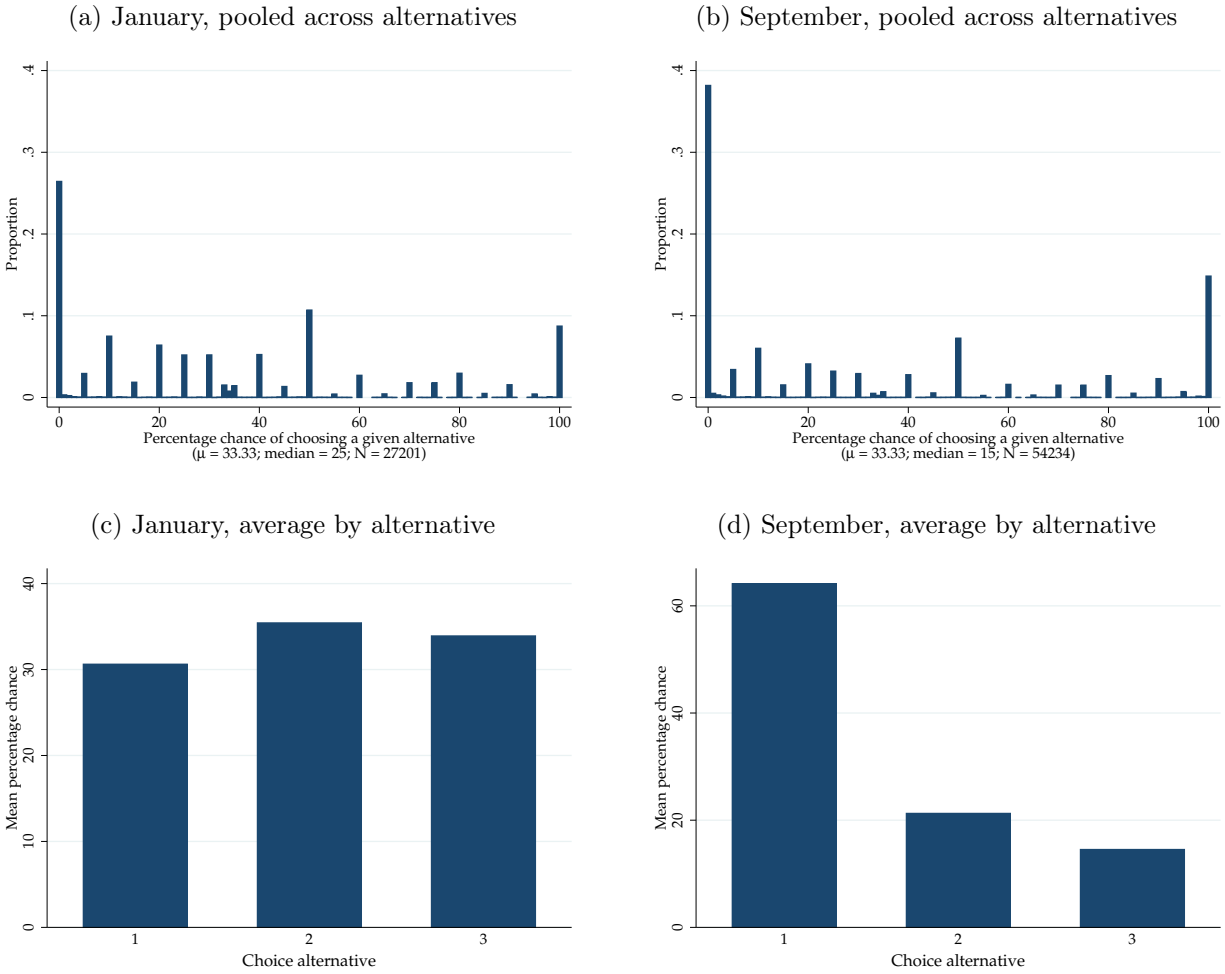 (a) January, pooled across alternatives
.4
.3
.2
.1
0
Proportion
0 20 40 60 80 100
Percentage chance of choosing a given alternative
(μ = 33.33; median = 25; N = 27201)
(b) September, pooled across alternatives
.4
.3
.2
.1
0
Proportion
0 20 40 60 80 100
Percentage chance of choosing a given alternative
(μ = 33.33; median = 15; N = 54234)
(c) January, average by alternative
40
30
20
10
0
Mean percentage chance
1 2 3
Choice alternative
(d) September, average by alternative
60
40
20
0
Mean percentage chance
1 2 3
Choice alternative